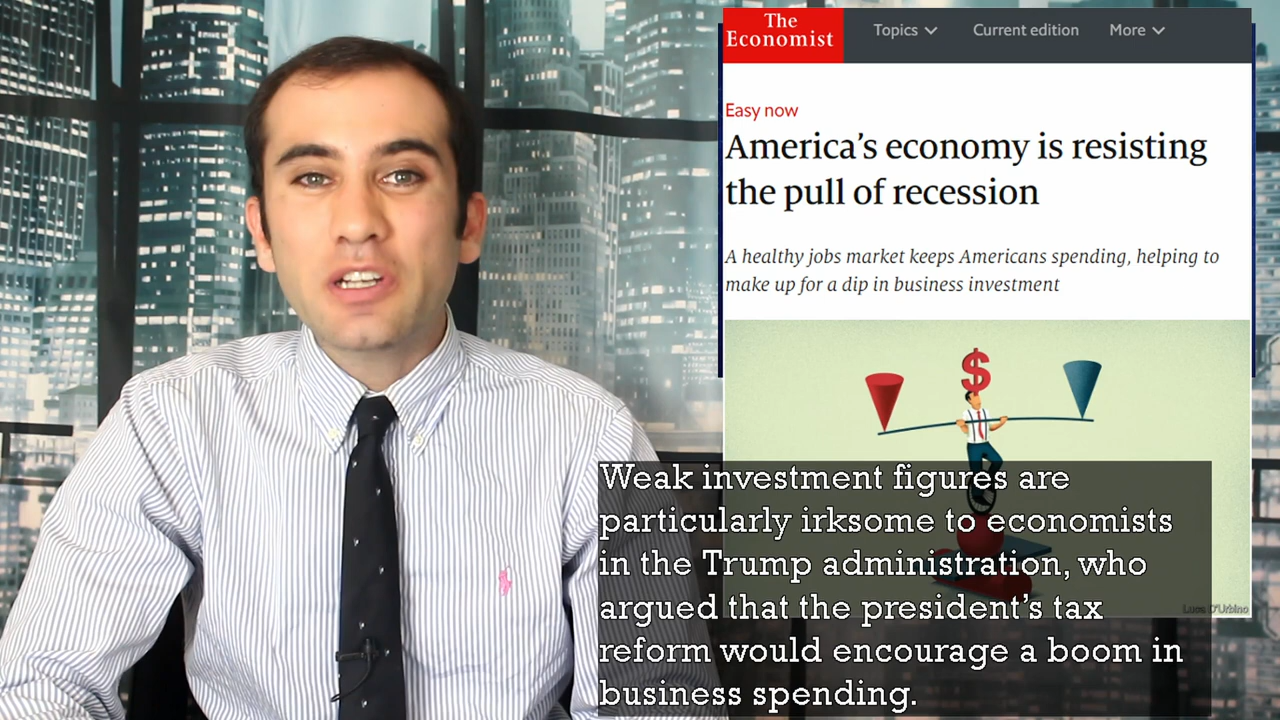 The
Economist
Topics
Current edition
More
Easy now
America's economy is resisting
the pull of recession
A healthy jobs market keeps Americans spending, helping to
make up for a dip in business investment
$
Weak investment figures are
particularly irksome to economists
in the Trump administration, who
argued that the president's tax
reform would encourage a boom in
business spending.
Luca D'Urbino